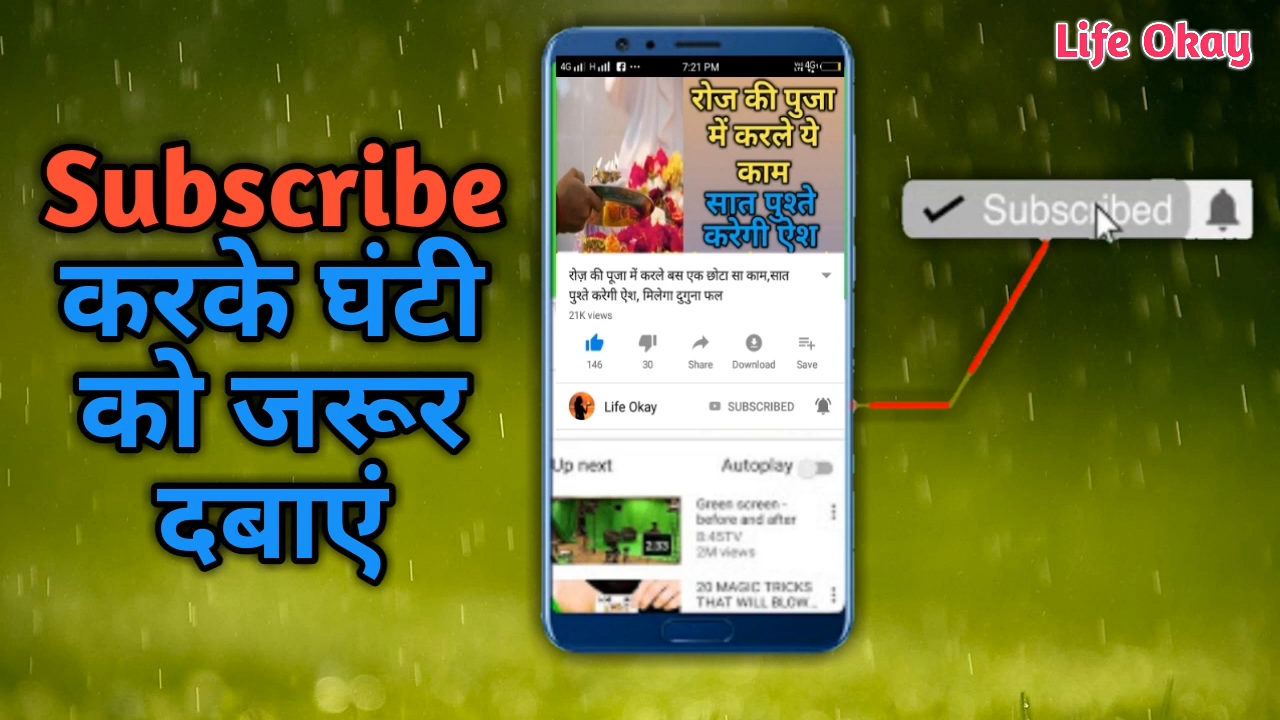 Life Okay
Subscribe
करके घंटी
को जरूर
दबाएं
4G H 7:21 PM 4G
रोज की पुजा
में करले ये
काम
सात पुश्ते
करेगी ऐश
रोज़ की पूजा में करले बस एक छोटा सा काम,सात
पुश्ते करेगी ऐश, मिलेगा दुगुना फल
21K views
146 30 Share Download Save
Life Okay SUBSCRIBED
Up next Autoplay
Green screen -
before and after
8:45TV
2M views
2:33
20 MAGIC TRICKS
THAT WILL BLOW...
Subscribed